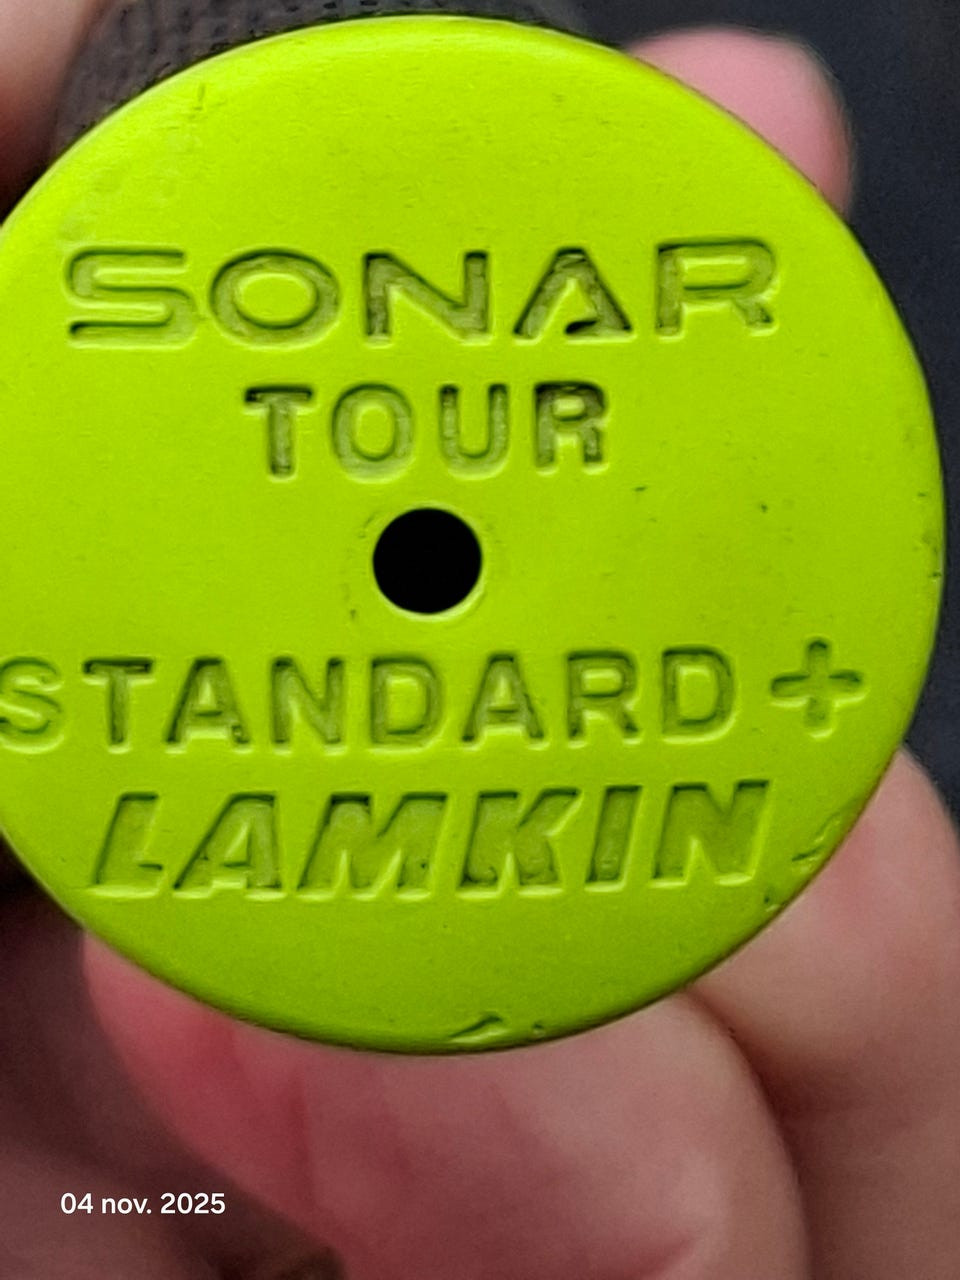 SONAR
TOUR
STANDARD +
LAMKIN
04 nov. 2025